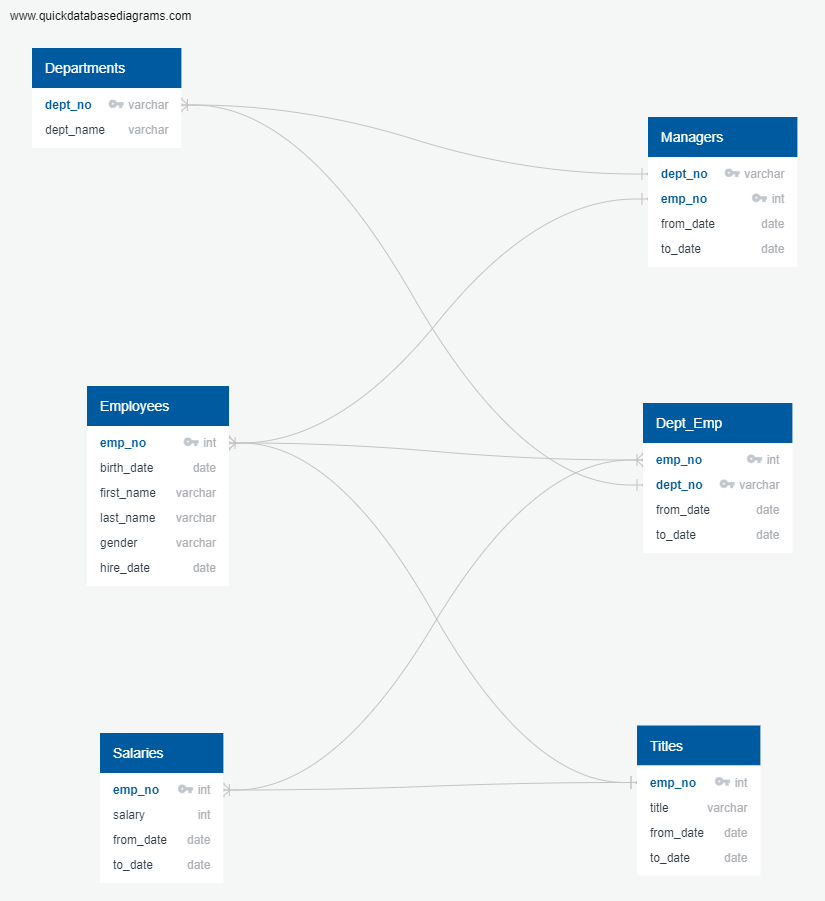 www.quickdatabasediagrams.com
Departments
dept_no varchar
dept_name varchar
Managers
dept_no varchar
emp_no int
from_date date
to_date date
Employees
emp_no int
birth_date date
first_name varchar
last_name varchar
gender varchar
hire_date date
Dept_Emp
emp_no int
dept_no varchar
from_date date
to_date date
Salaries
emp_no int
salary int
from_date date
to_date date
Titles
emp_no int
title varchar
from_date date
to_date date